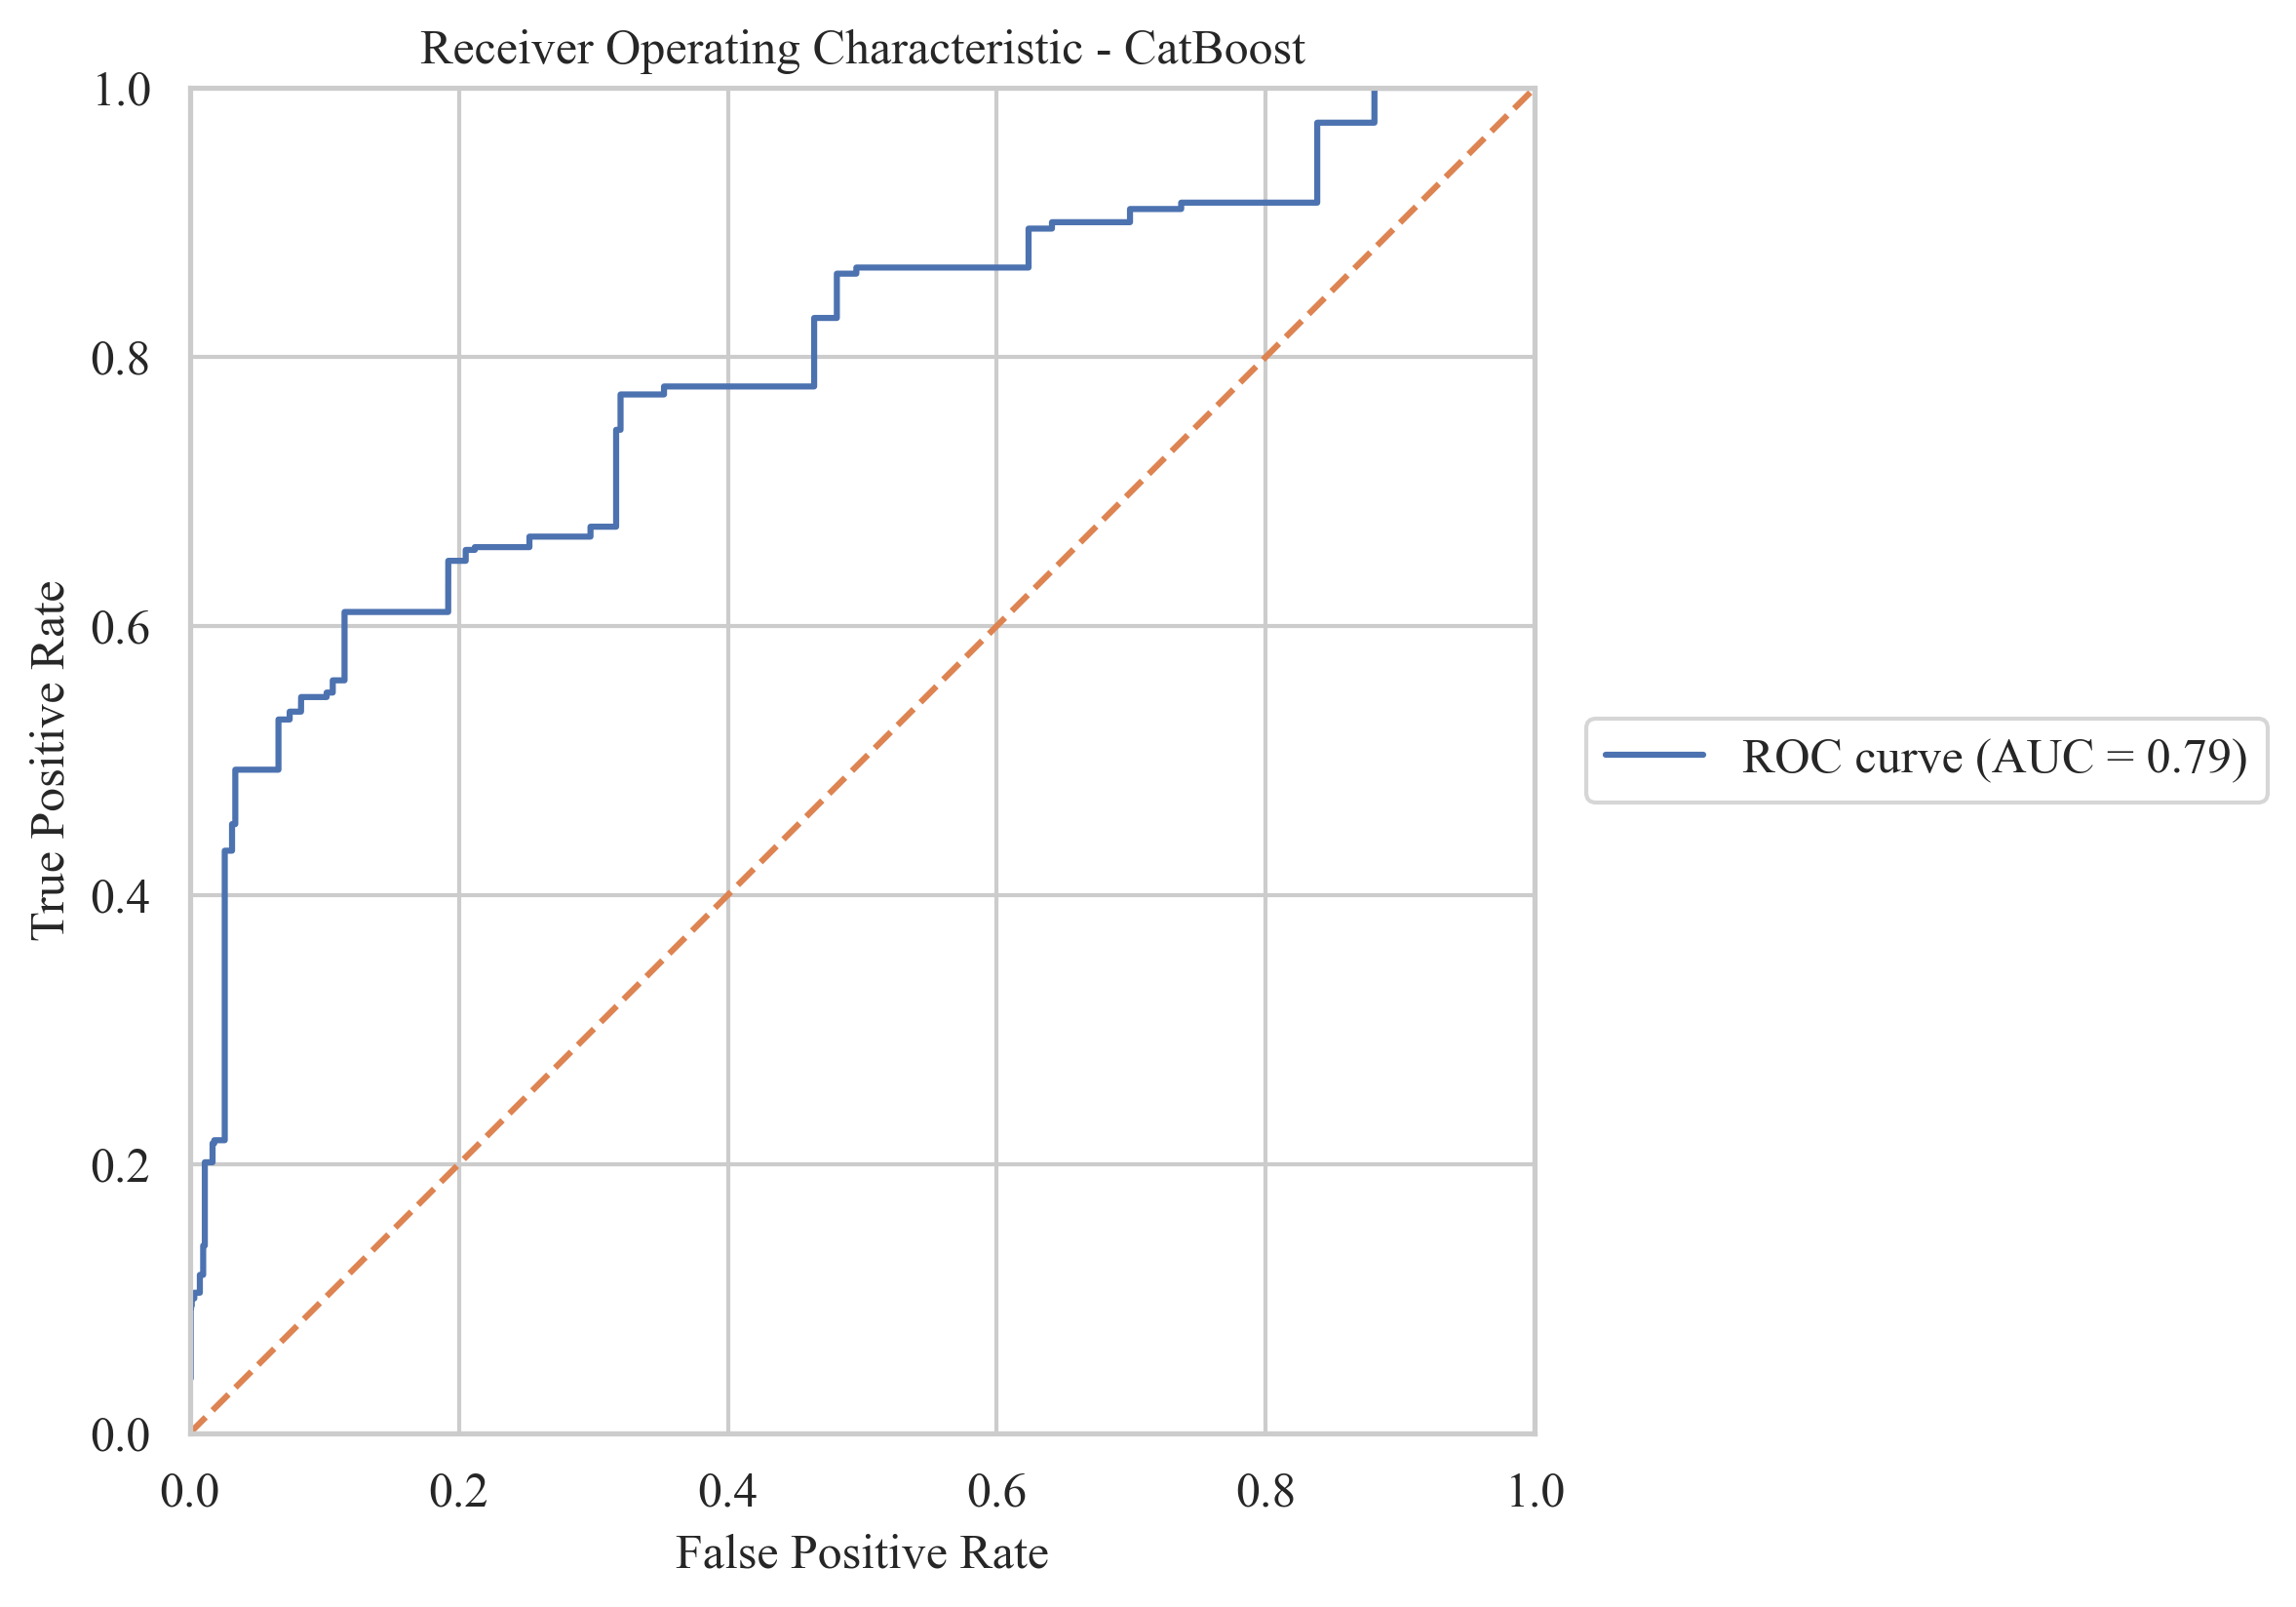 Receiver Operating Characteristic - CatBoost
1.0
0.8
0.6
0.4
0.2
0.0
True Positive Rate
0.0 0.2 0.4 0.6 0.8 1.0
False Positive Rate
ROC curve (AUC = 0.79)